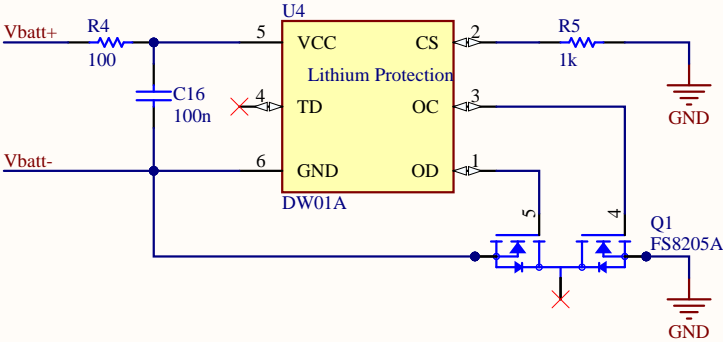 U4
Vbatt+
R4
100
5
VCC
CS
2
R5
1k
Lithium Protection
C16
100n
4
TD
OC
3
GND
Vbatt-
6
GND
OD
1
DW01A
5
4
Q1
FS8205A
GND